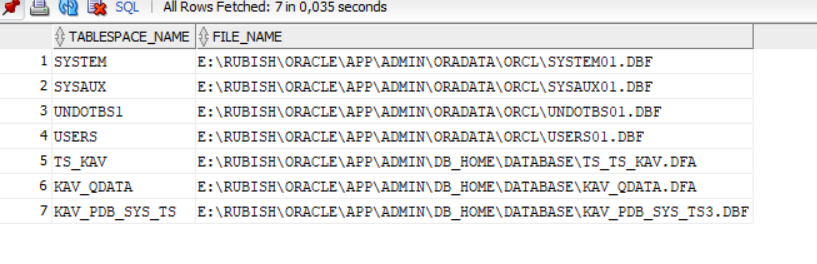 SQL | All Rows Fetched: 7 in 0,035 seconds
TABLESPACE_NAME FILE_NAME
1 SYSTEM E:\RUBISH\ORACLE\APP\ADMIN\ORADATA\ORCL\SYSTEM01.DBF
2 SYSAUX E:\RUBISH\ORACLE\APP\ADMIN\ORADATA\ORCL\SYSAUX01.DBF
3 UNDOTBS1 E:\RUBISH\ORACLE\APP\ADMIN\ORADATA\ORCL\UNDOTBS01.DBF
4 USERS E:\RUBISH\ORACLE\APP\ADMIN\ORADATA\ORCL\USERS01.DBF
5 TS_KAV E:\RUBISH\ORACLE\APP\ADMIN\DB_HOME\DATABASE\TS_TS_KAV.DFA
6 KAV_QDATA E:\RUBISH\ORACLE\APP\ADMIN\DB_HOME\DATABASE\KAV_QDATA.DFA
7 KAV_PDB_SYS_TS E:\RUBISH\ORACLE\APP\ADMIN\DB_HOME\DATABASE\KAV_PDB_SYS_TS3.DBF